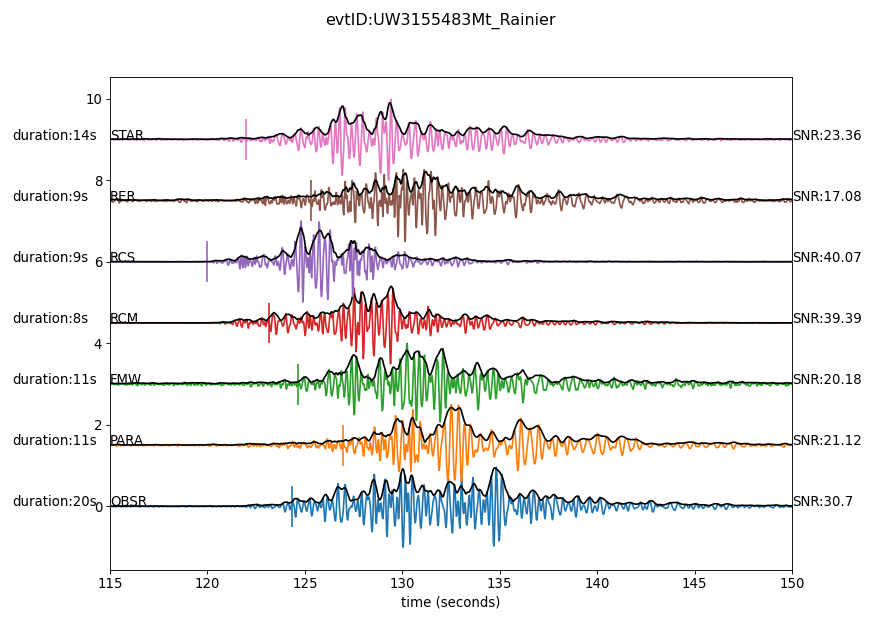 evtID:UW3155483Mt_Rainier
10
duration:14s STAR SNR:23.36
8
duration:9s RER SNR:17.08
duration:9s RCS SNR:40.07
6
duration:8s RCM SNR:39.39
4
duration:11s FMW SNR:20.18
2
duration:11s PARA SNR:21.12
duration:20s OBSR SNR:30.7
0
115 120 125 130 135 140 145 150
time (seconds)